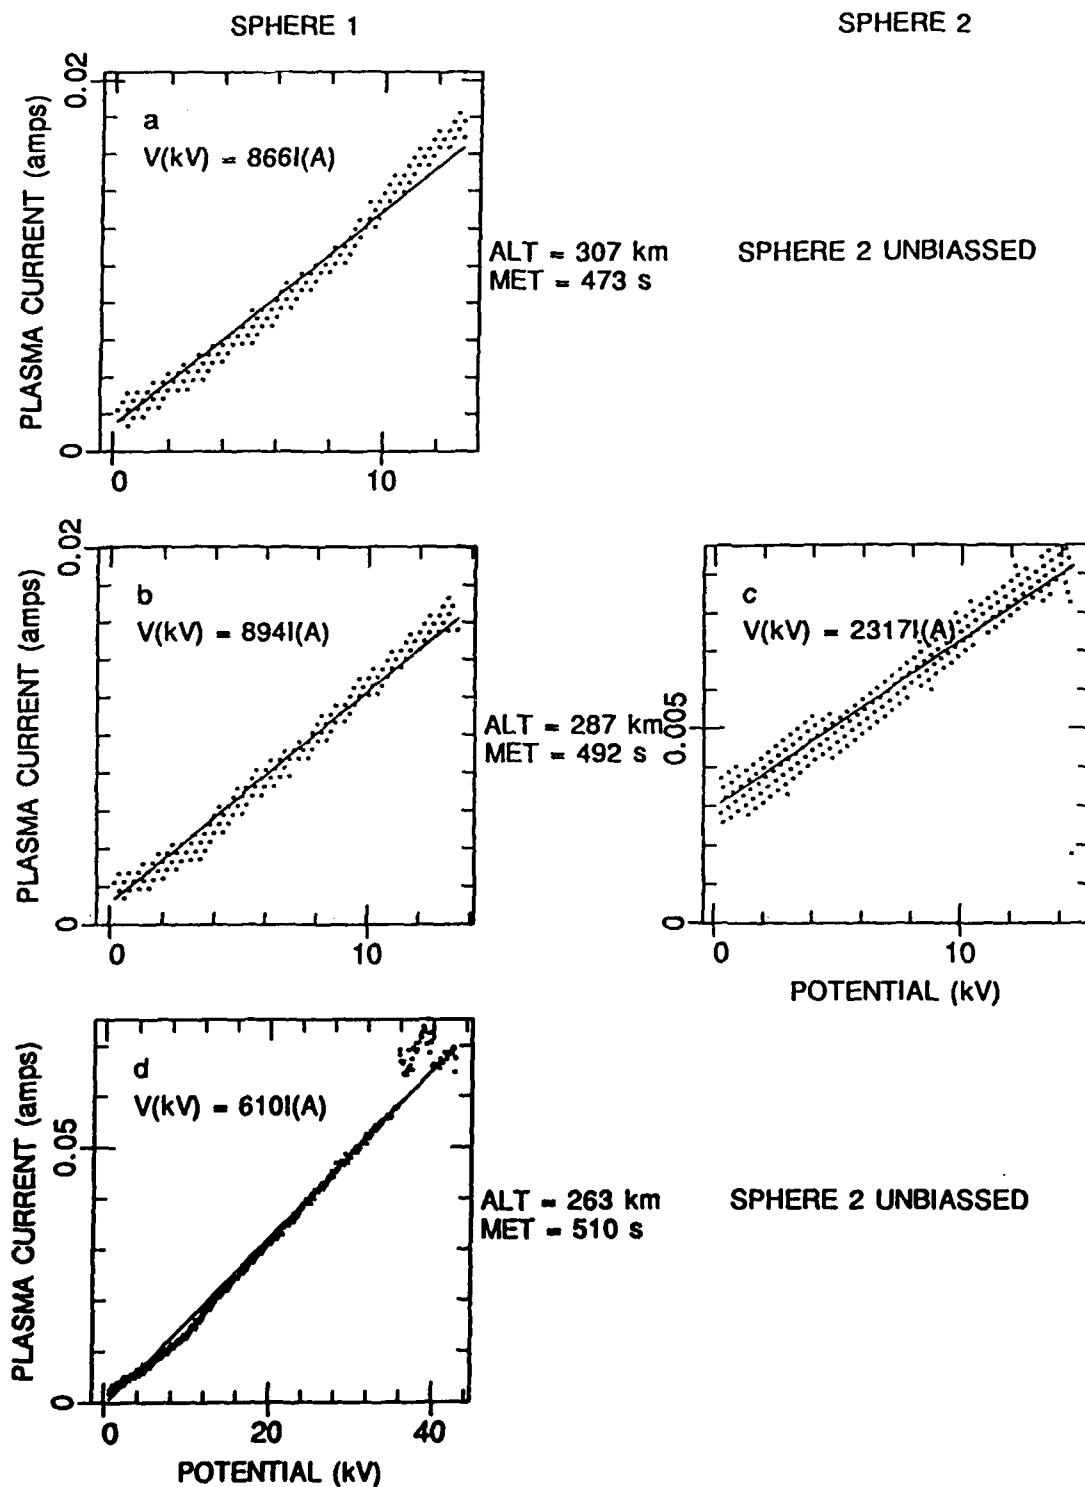 SPHERE 1
SPHERE 2
PLASMA CURRENT (amps)
0.02
0
a
V(kV) = 866I(A)
0
10
ALT = 307 km
MET = 473 s
SPHERE 2 UNBIASSED
PLASMA CURRENT (amps)
0.02
0
b
V(kV) = 894I(A)
0
10
ALT = 287 km
MET = 492 s
0.005
0
c
V(kV) = 2317I(A)
0
10
POTENTIAL (kV)
PLASMA CURRENT (amps)
0.05
0
d
V(kV) = 610I(A)
0
20
40
POTENTIAL (kV)
ALT = 263 km
MET = 510 s
SPHERE 2 UNBIASSED